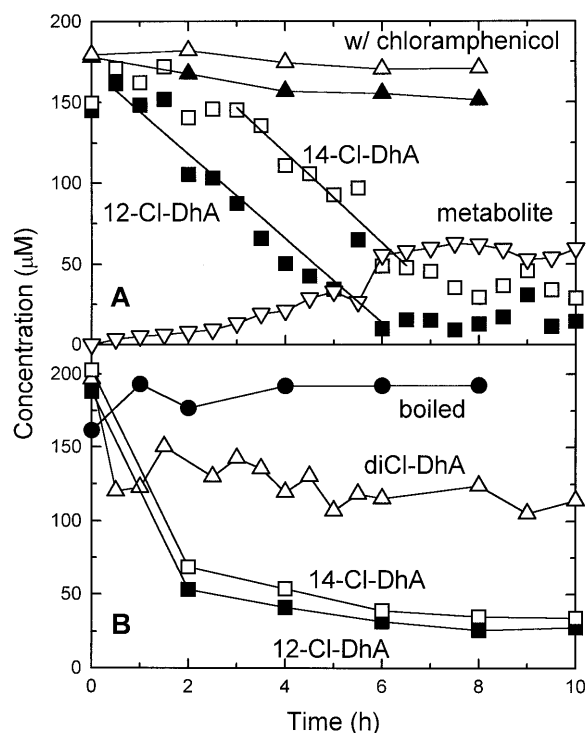 200
w/ chloramphenicol
150
14-Cl-DhA
100
12-Cl-DhA
metabolite
50
A
0
Concentration (μM)
200
boiled
150
diCl-DhA
100
50
14-Cl-DhA
B
12-Cl-DhA
0
0 2 4 6 8 10
Time (h)